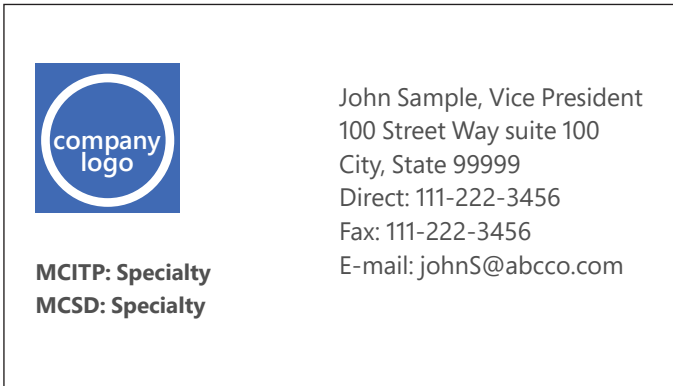 company
logo
MCITP: Specialty
MCSD: Specialty
John Sample, Vice President
100 Street Way suite 100
City, State 99999
Direct: 111-222-3456
Fax: 111-222-3456
E-mail: johnS@abcco.com